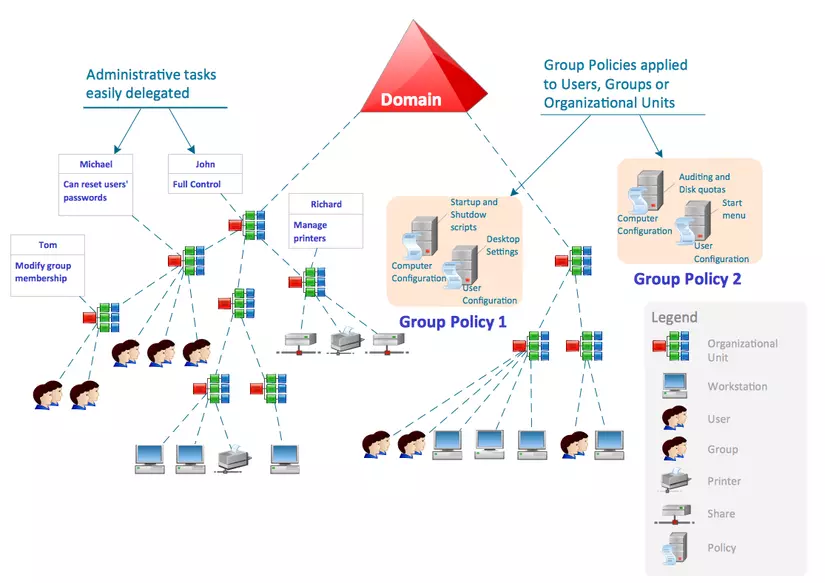 Administrative tasks
easily delegated
Domain
Group Policies applied
to Users, Groups or
Organizational Units
Michael
Can reset users'
passwords
John
Full Control
Richard
Manage
printers
Tom
Modify group
membership
Startup and
Shutdow
scripts
Desktop
Settings
Computer
Configuration
User
Configuration
Group Policy 1
Auditing and
Disk quotas
Start
menu
Computer
Configuration
User
Configuration
Group Policy 2
Legend
Organizational
Unit
Workstation
User
Group
Printer
Share
Policy